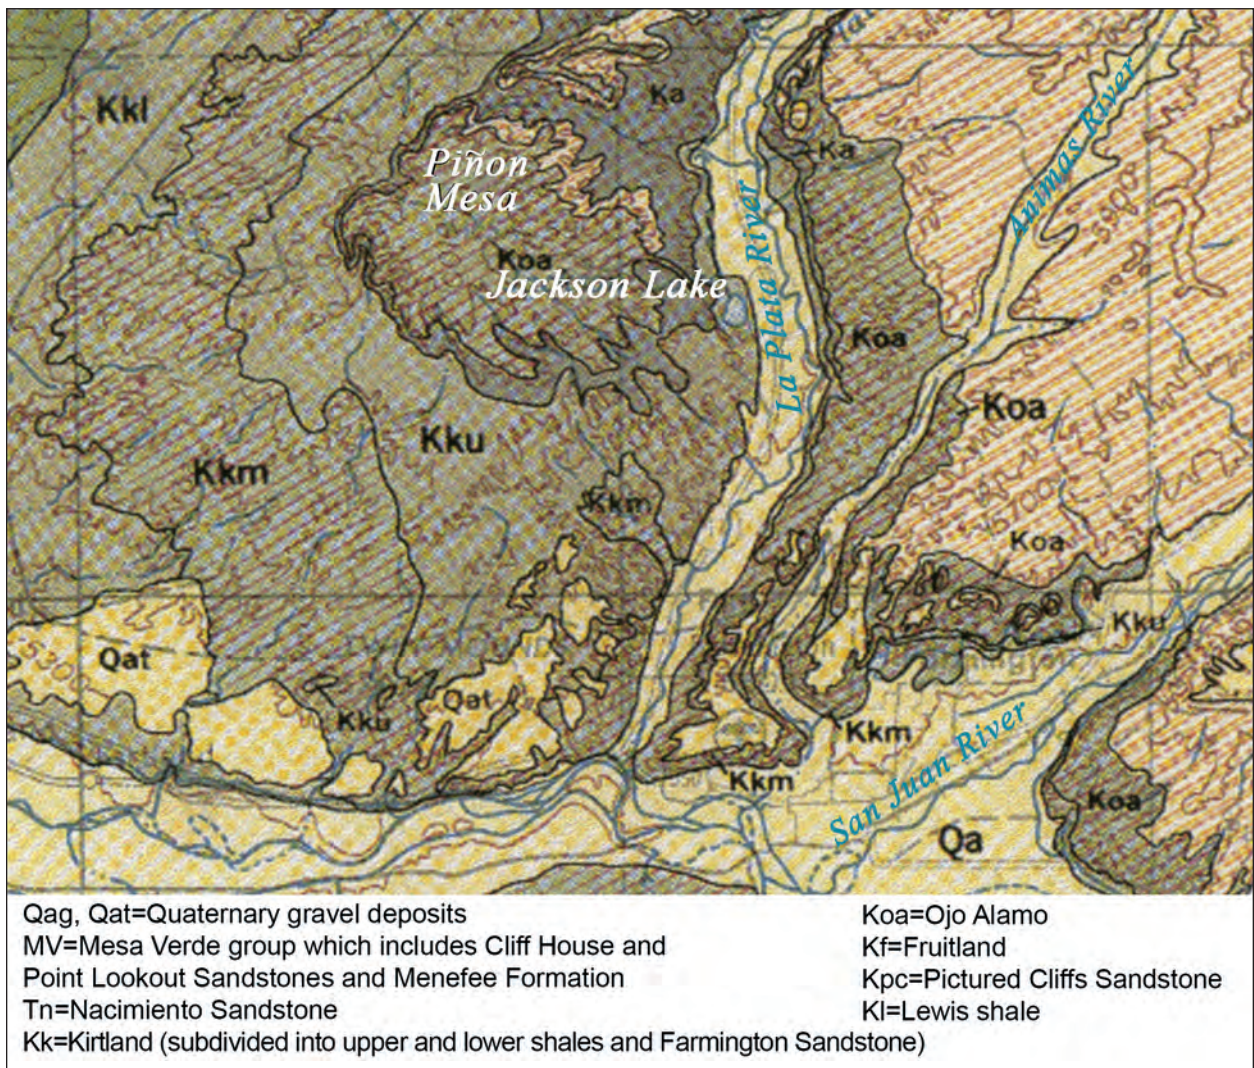 Kkl
Ka
Piñon
Mesa
Ka
Animas River
5900
Koa
Jackson Lake
La Plata River
Koa
Koa
Kku
Kkm
Kkm
5700
Koa
Kku
Qat
530
Qat
Kku
Kkm
Kkm
San Juan River
Koa
Qa
Qag, Qat=Quaternary gravel deposits
MV=Mesa Verde group which includes Cliff House and
Point Lookout Sandstones and Menefee Formation
Tn=Nacimiento Sandstone
Kk=Kirtland (subdivided into upper and lower shales and Farmington Sandstone)
Koa=Ojo Alamo
Kf=Fruitland
Kpc=Pictured Cliffs Sandstone
Kl=Lewis shale